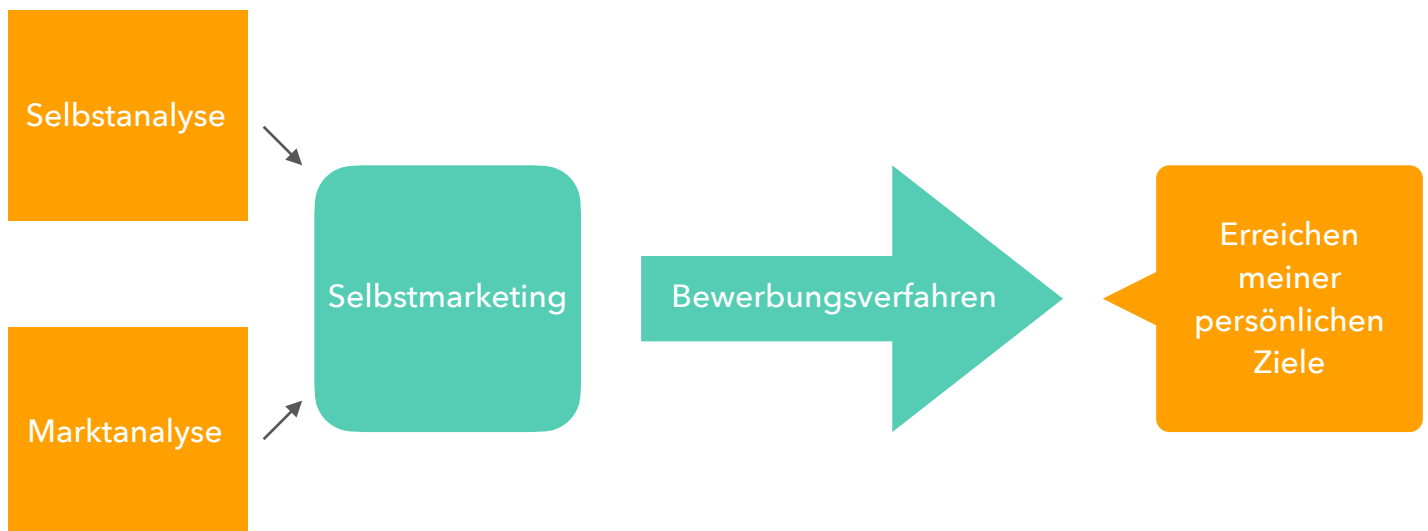 Selbstanalyse
Marktanalyse
Selbstmarketing
Bewerbungsverfahren
Erreichen
meiner
persönlichen
Ziele